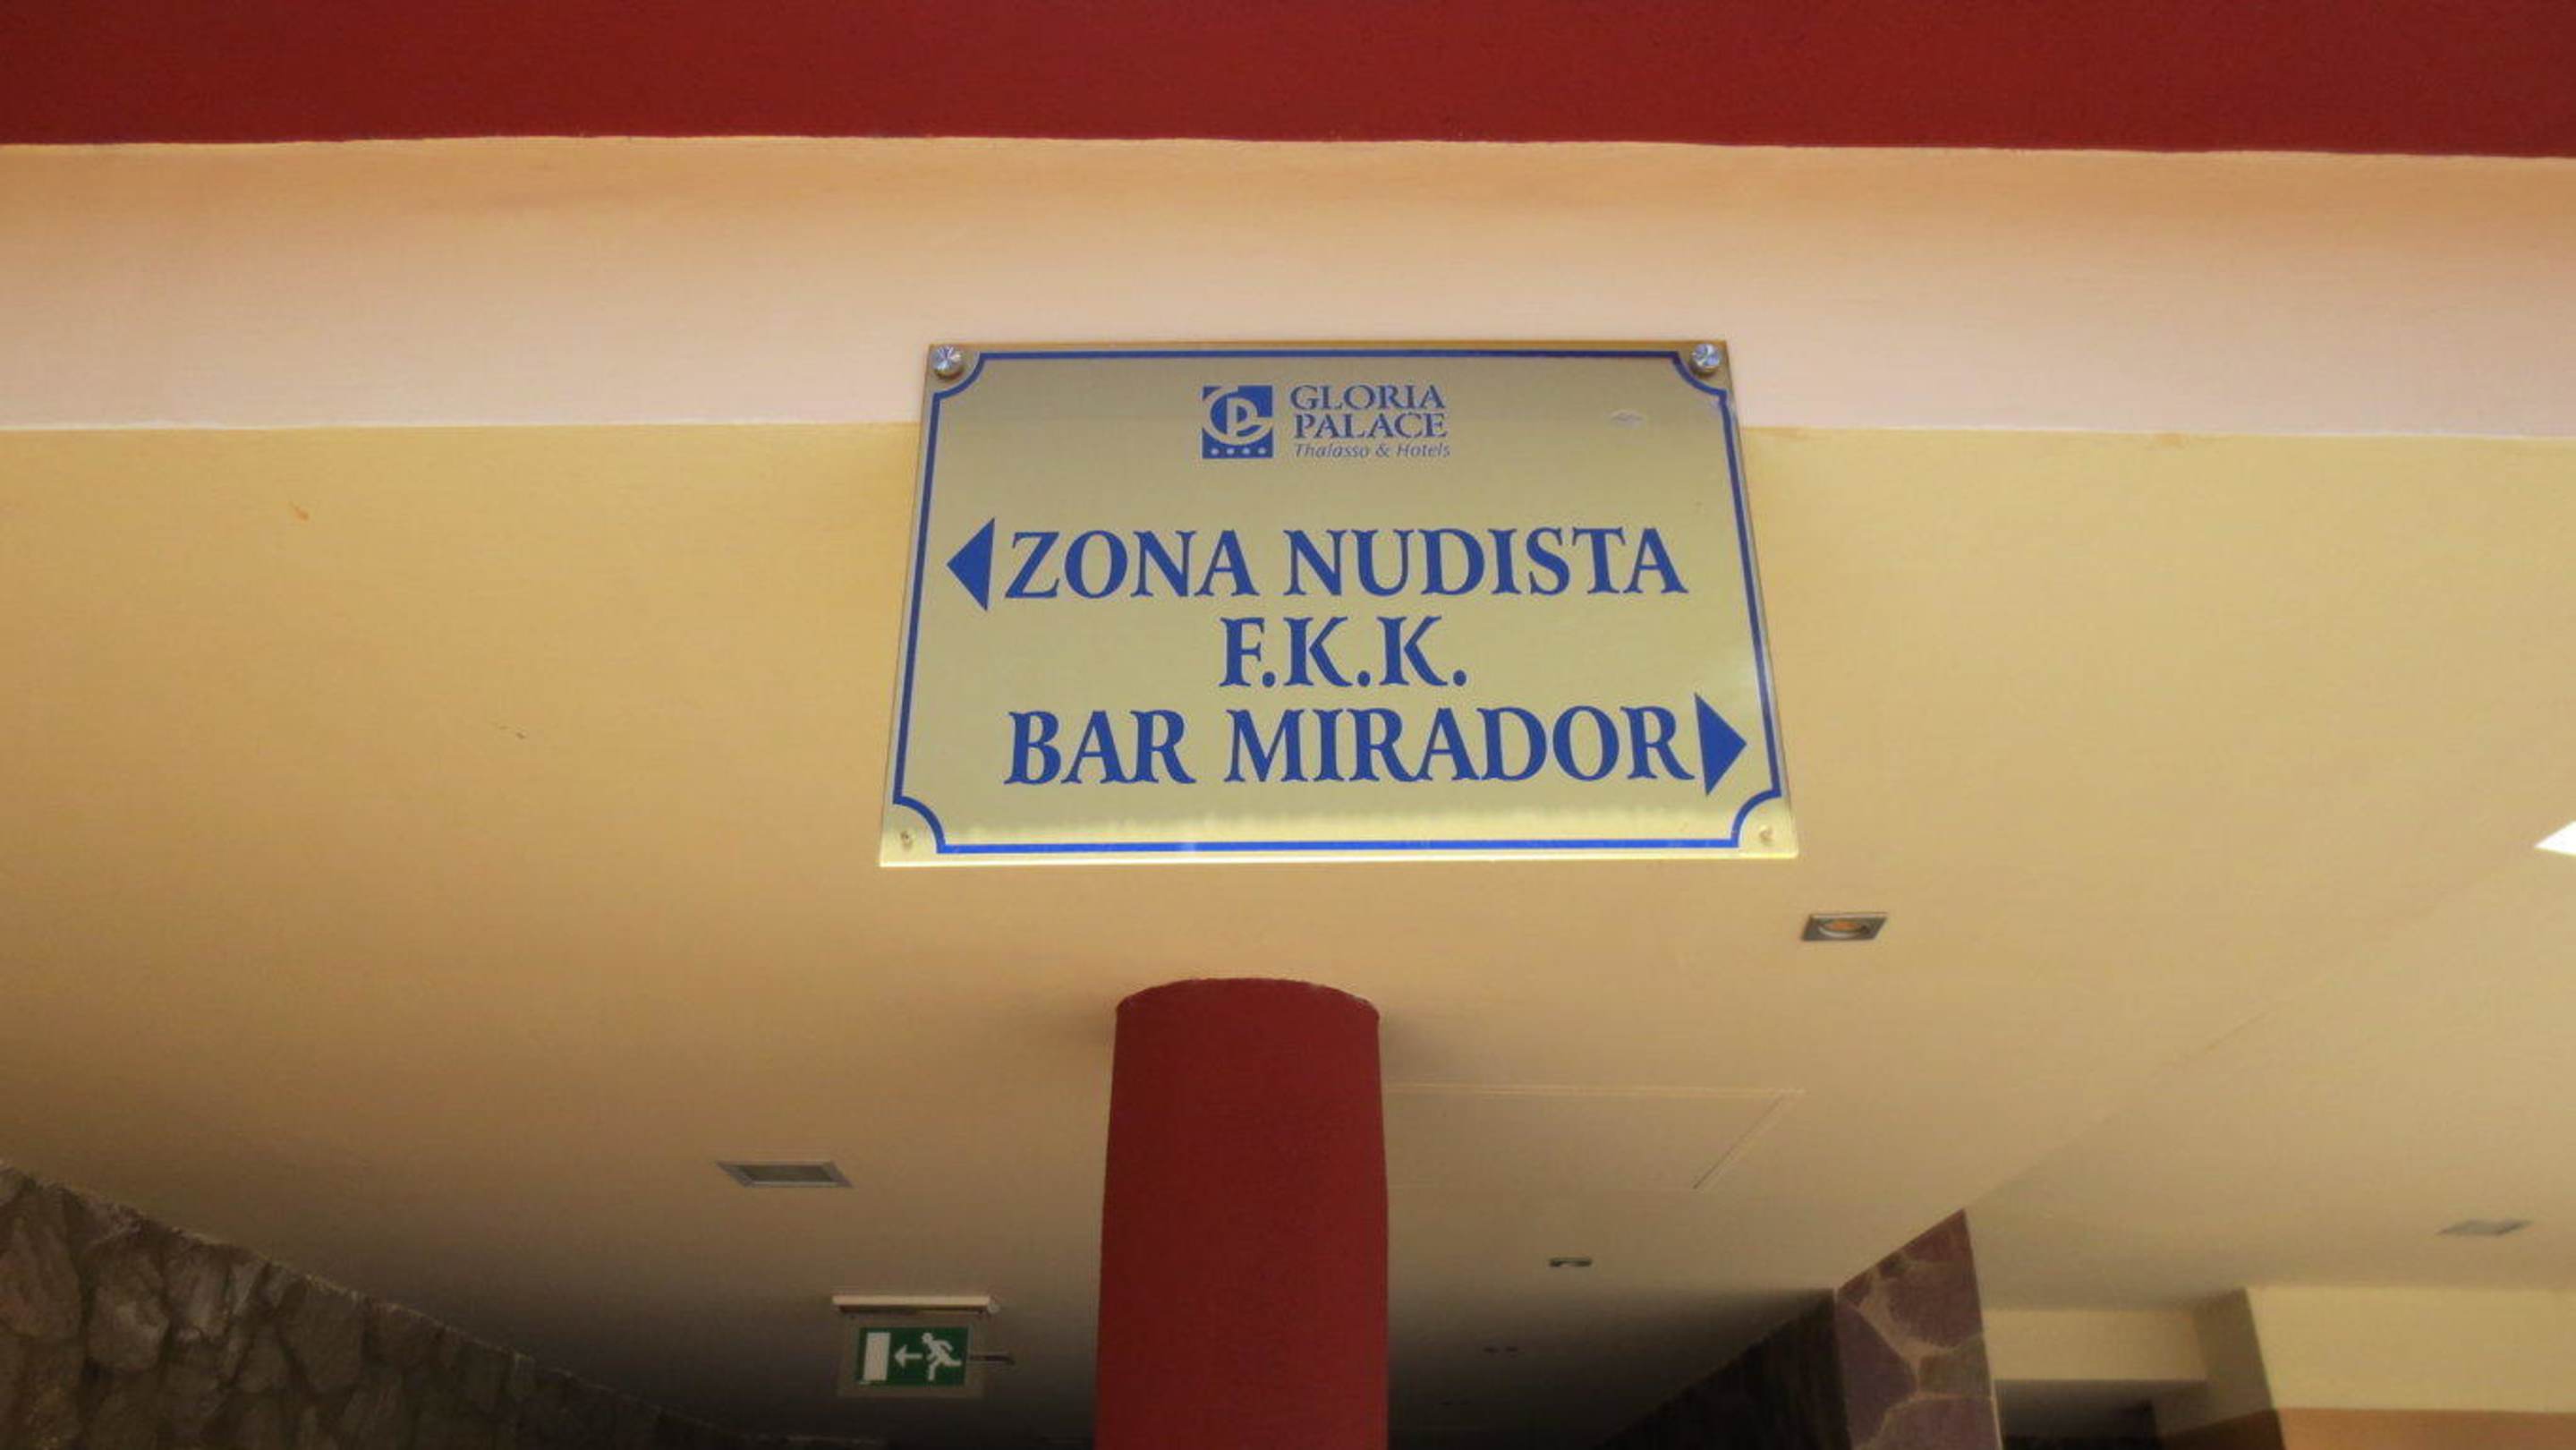 GLORIA
PALACE
Thalasso & Hotels
ZONA NUDISTA
F.K.K.
BAR MIRADOR